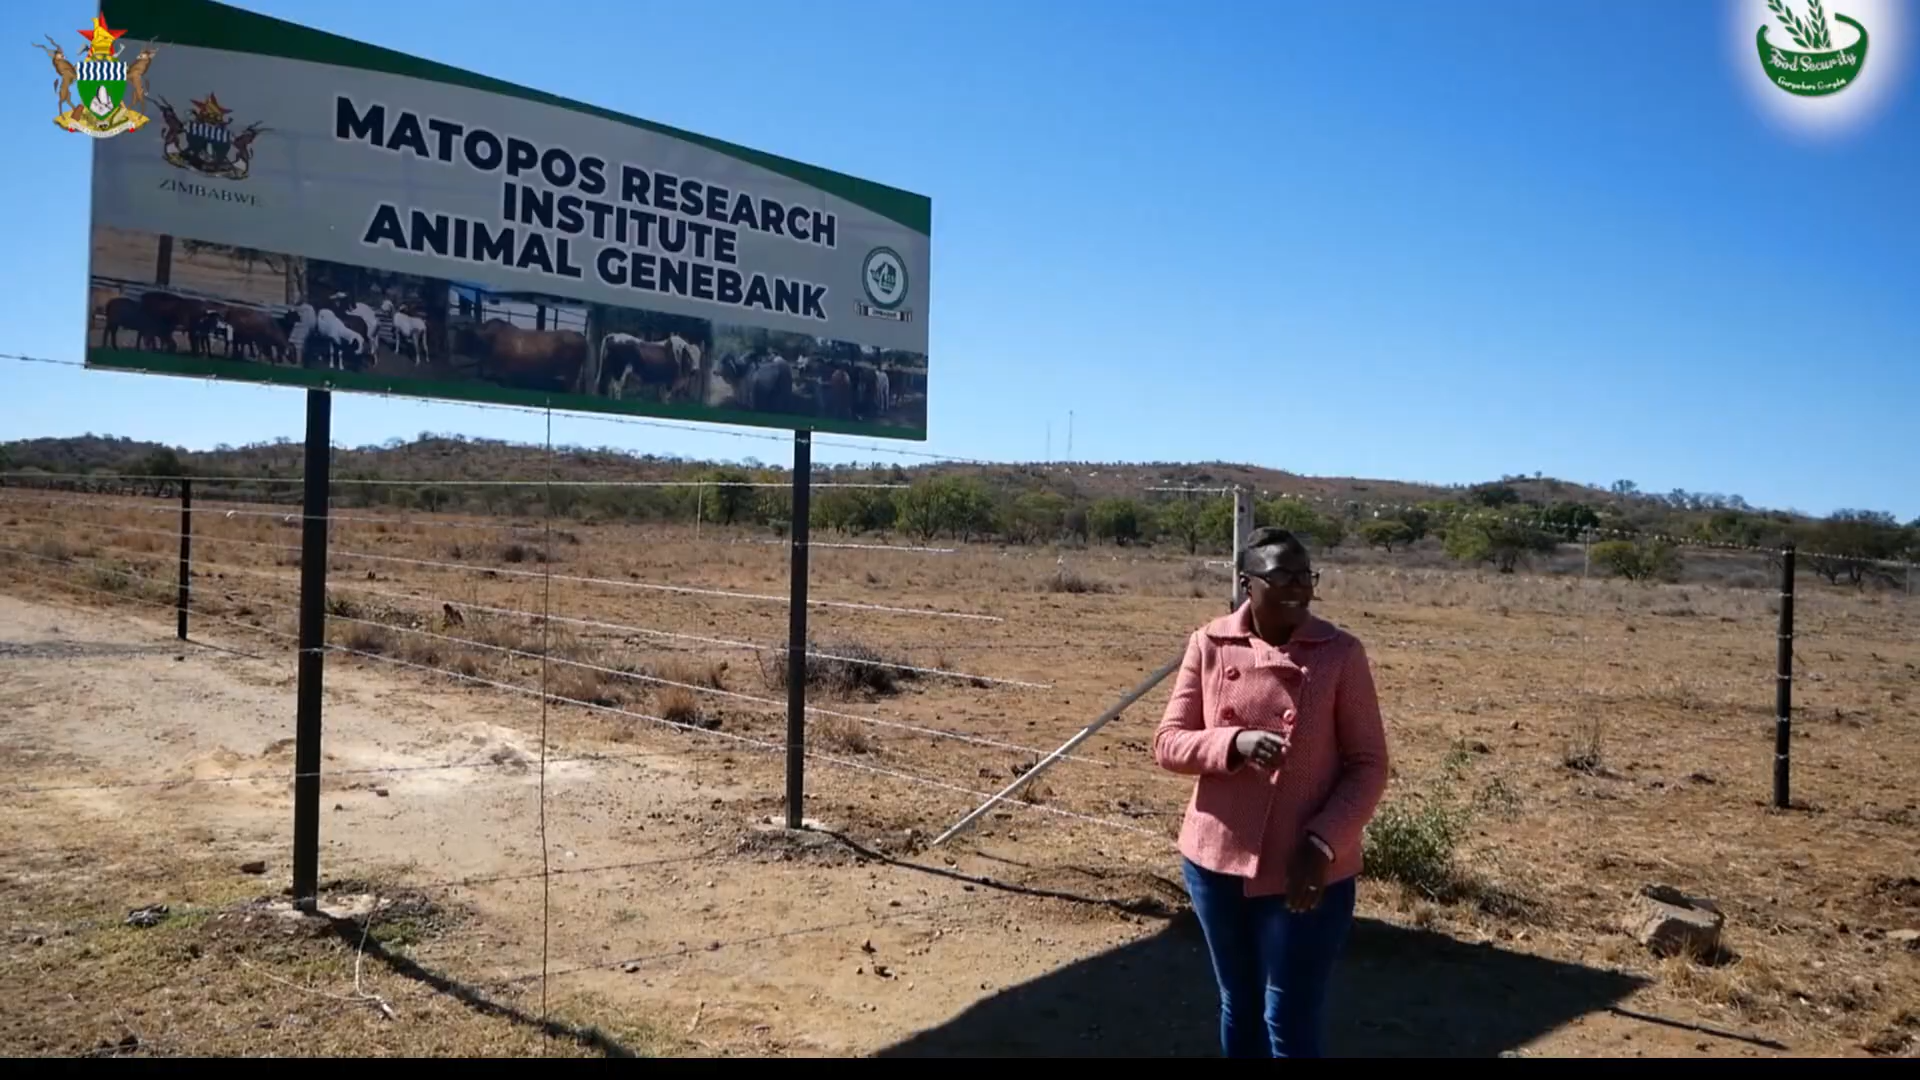 MATOPOS RESEARCH
INSTITUTE
ANIMAL GENEBANK
ZIMBABWE
Food Security